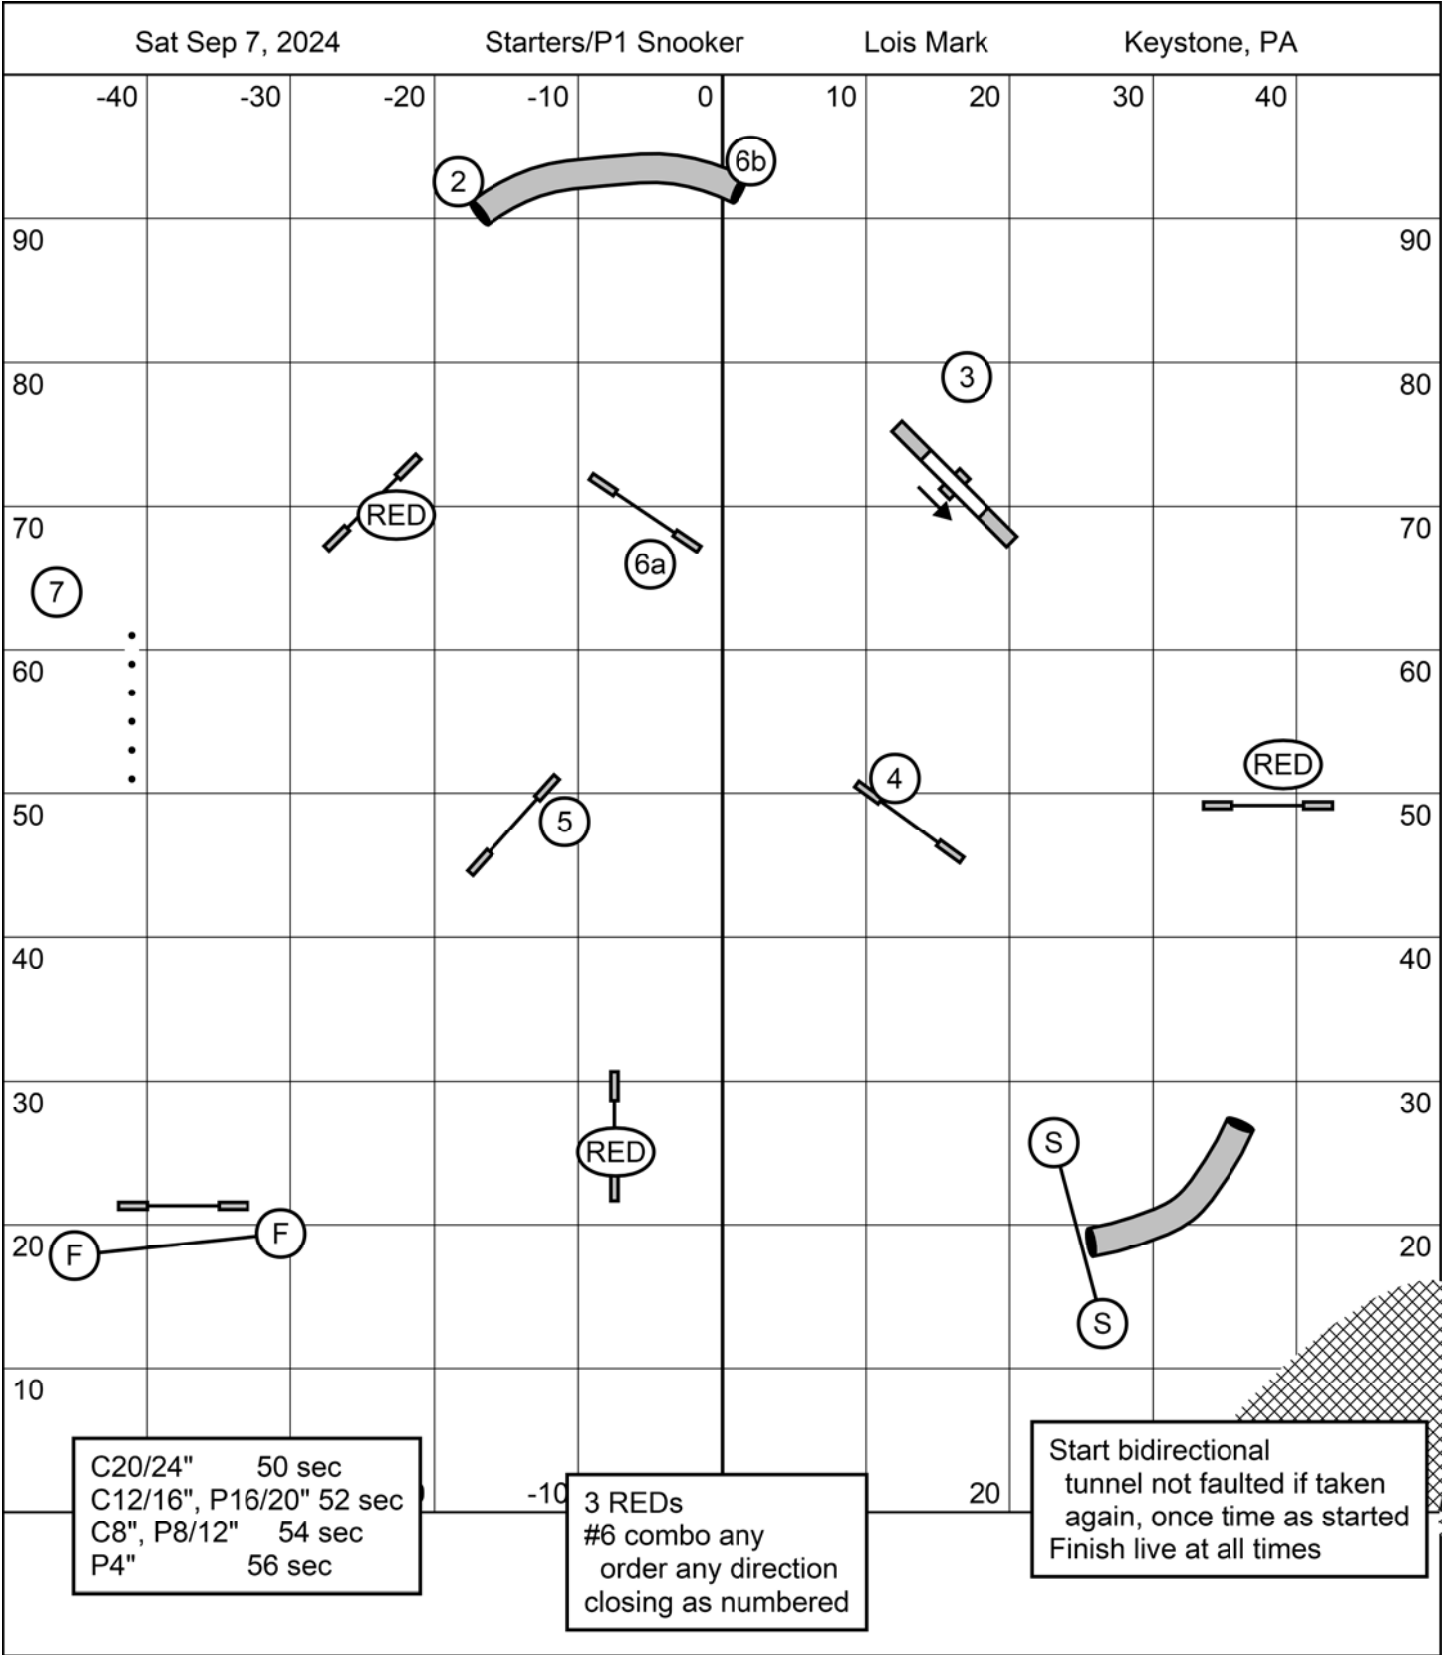 Sat Sep 7, 2024 Starters/P1 Snooker Lois Mark Keystone, PA
-40 -30 -20 -10 0 10 20 30 40
2 6b
90 90
3
80 80
RED
70 70
6a
7
60 60
RED
4
50 5 50
40 40
30 30
RED S
F F
20 20
S
10 10
-10 20
C20/24" 50 sec
C12/16", P16/20" 52 sec
C8", P8/12" 54 sec
P4" 56 sec
3 REDs
#6 combo any
order any direction
closing as numbered
Start bidirectional
tunnel not faulted if taken
again, once time as started
Finish live at all times